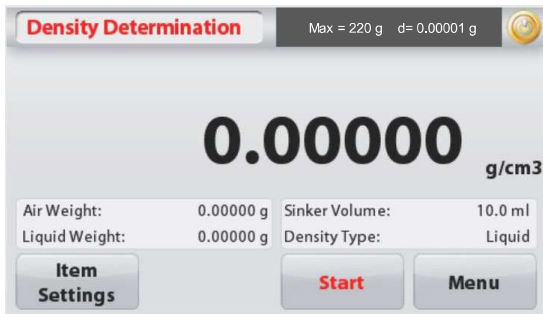 Density Determination
Max = 220 g d= 0.00001 g
0.00000
g/cm3
Air Weight: 0.00000 g Sinker Volume: 10.0 ml
Liquid Weight: 0.00000 g Density Type: Liquid
Item
Settings
Start
Menu